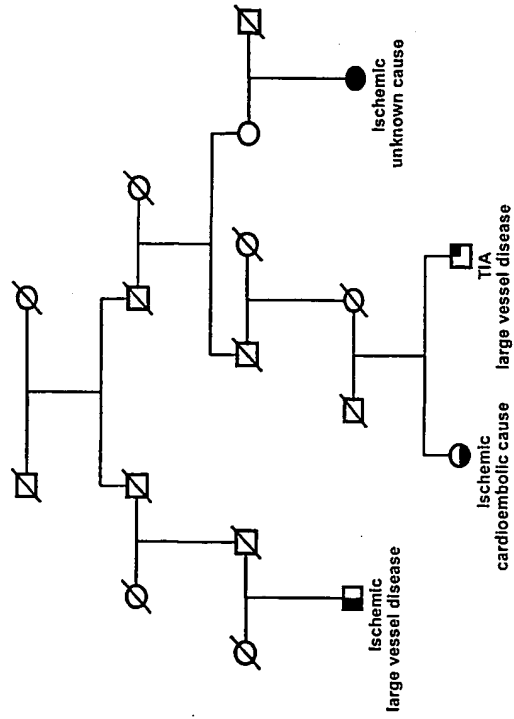 Ischemic
unknown cause
TIA
large vessel disease
Ischemic
cardioembolic cause
Ischemic
large vessel disease